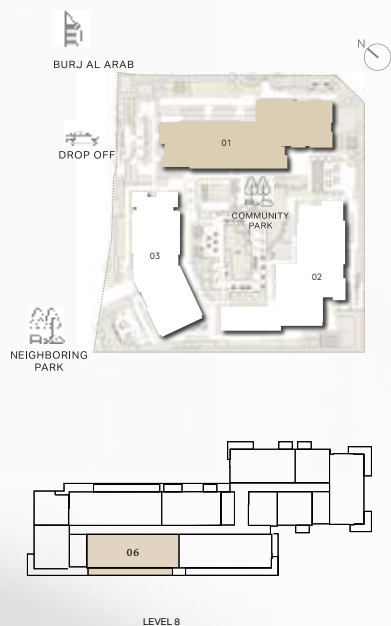 N
BURJ AL ARAB
DROP OFF
01
COMMUNITY
PARK
03
02
NEIGHBORING
PARK
06
LEVEL 8